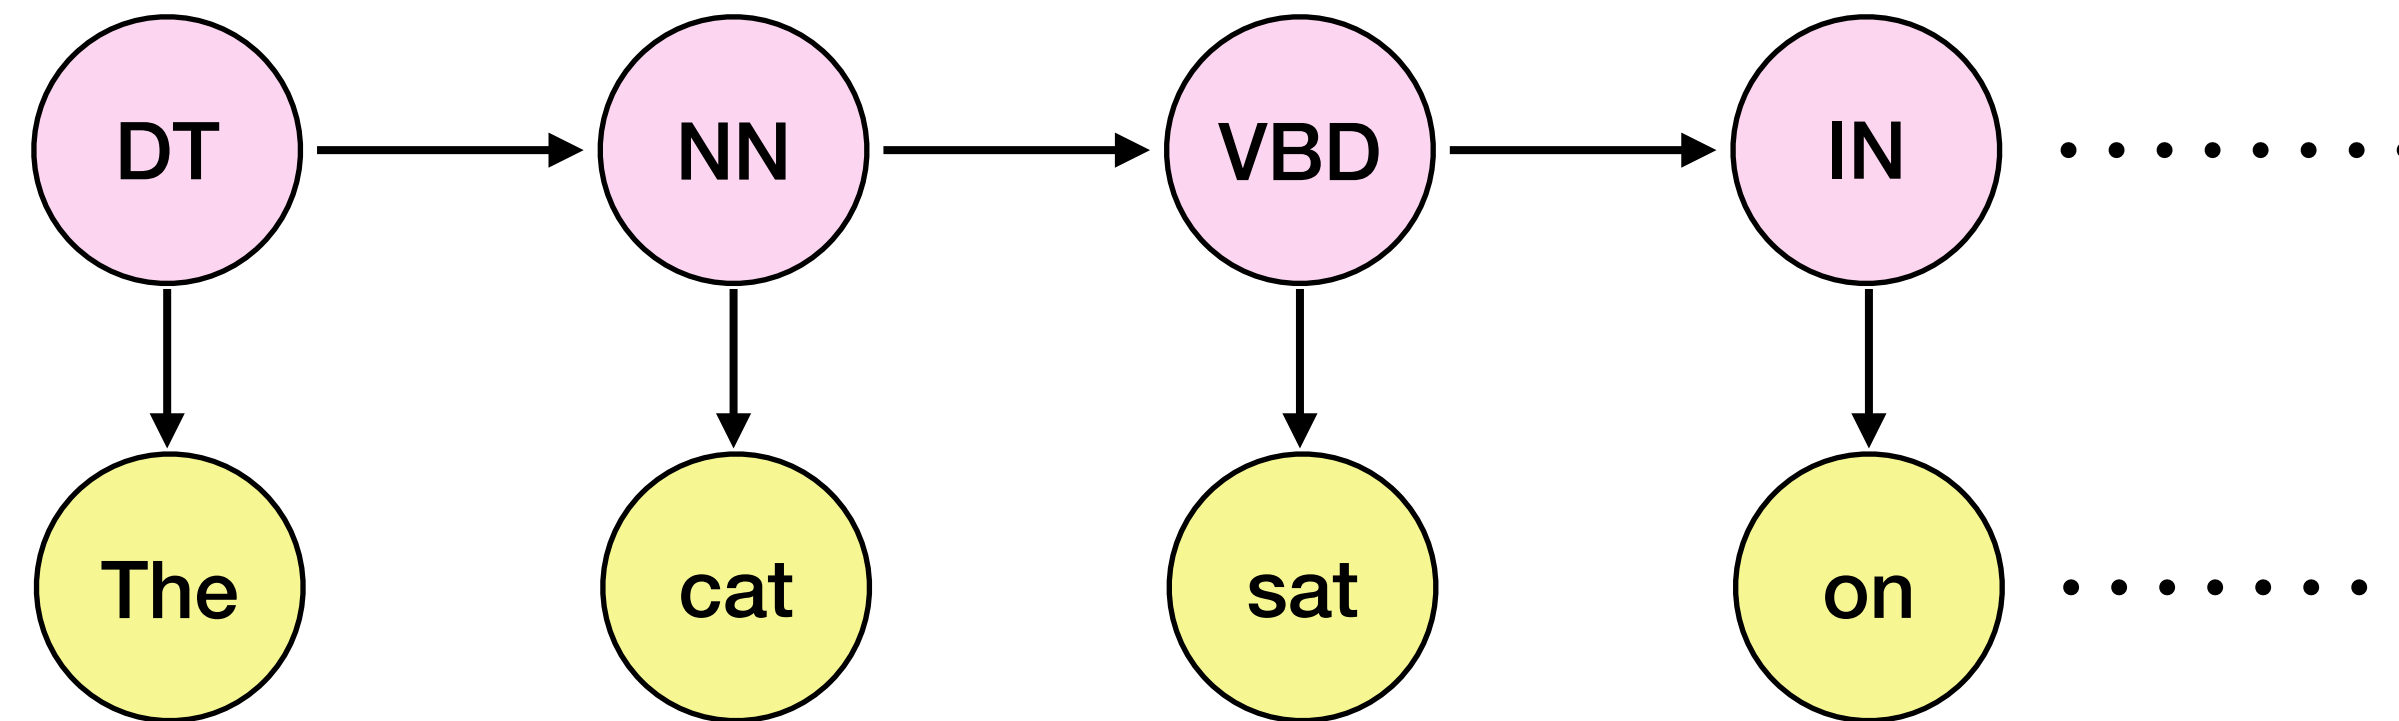 DT NN VBD IN
The cat sat on